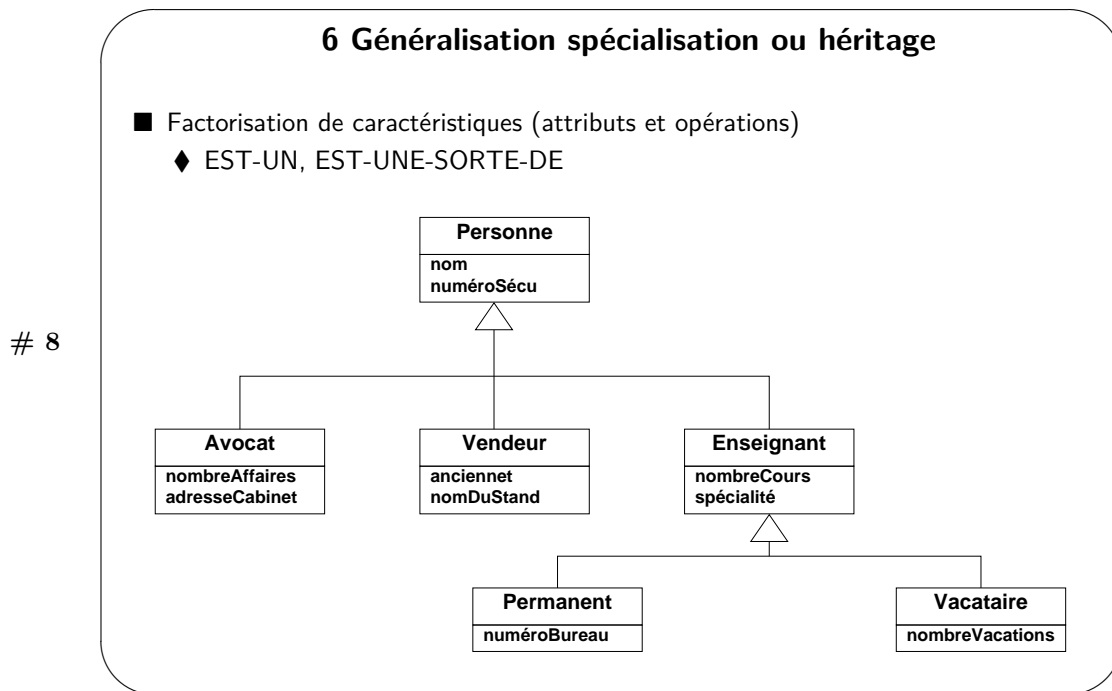 6 Généralisation spécialisation ou héritage
Factorisation de caractéristiques (attributs et opérations)
EST-UN, EST-UNE-SORTE-DE
Personne
nom
numéroSécu
# 8
Avocat
nombreAffaires
adresseCabinet
Vendeur
anciennet
nomDuStand
Enseignant
nombreCours
spécialité
Permanent
numéroBureau
Vacataire
nombreVacations